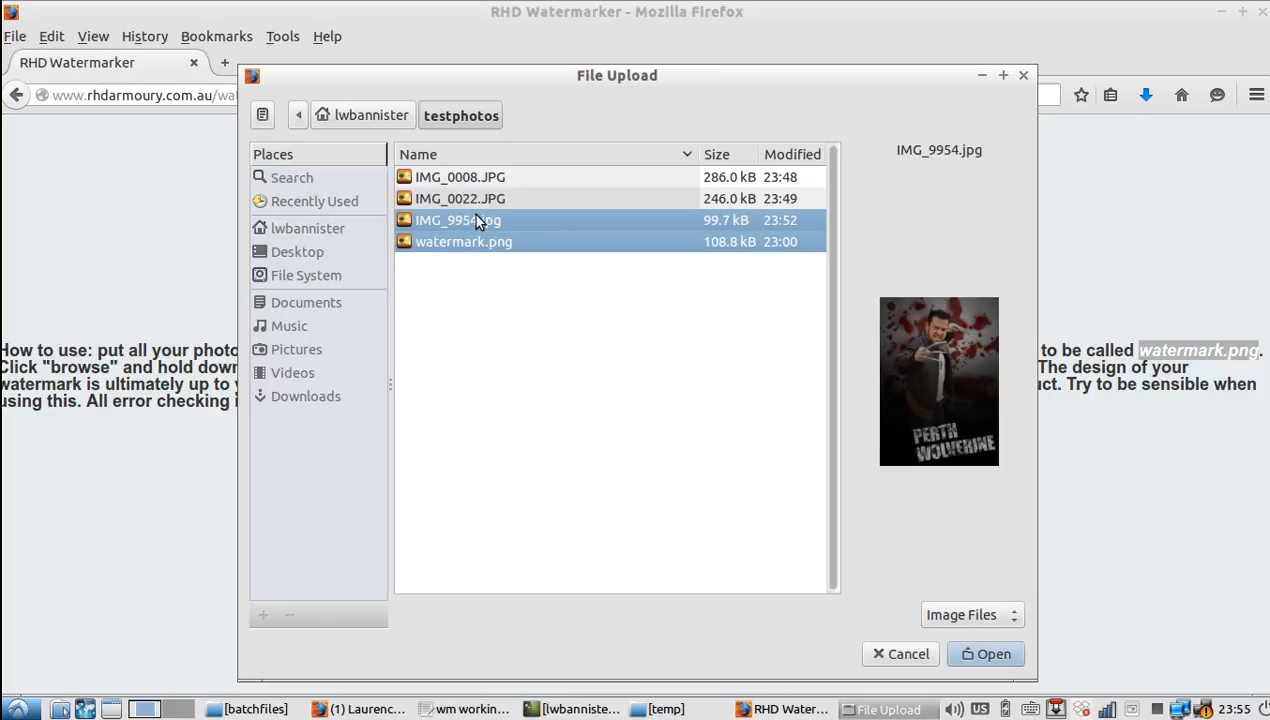 RHD Watermarker - Mozilla Firefox
File Edit View History Bookmarks Tools Help
RHD Watermarker
www.rhdarmoury.com.au/wa
File Upload
lwbannister testphotos
Places
Search
Recently Used
lwbannister
Desktop
File System
Documents
Music
Pictures
Videos
Downloads
Name Size Modified
IMG_0008.JPG 286.0 kB 23:48
IMG_0022.JPG 246.0 kB 23:49
IMG_9954.jpg 99.7 kB 23:52
watermark.png 108.8 kB 23:00
IMG_9954.jpg
PERTH
WOLVERINE
How to use: put all your photo to be called watermark.png.
Click "browse" and hold down The design of your
watermark is ultimately up to y uct. Try to be sensible when
using this. All error checking i
Image Files
Cancel Open
[batchfiles] (1) Laurenc... wm workin... [lwbanniste... [temp] RHD Water... File Upload US 23:55